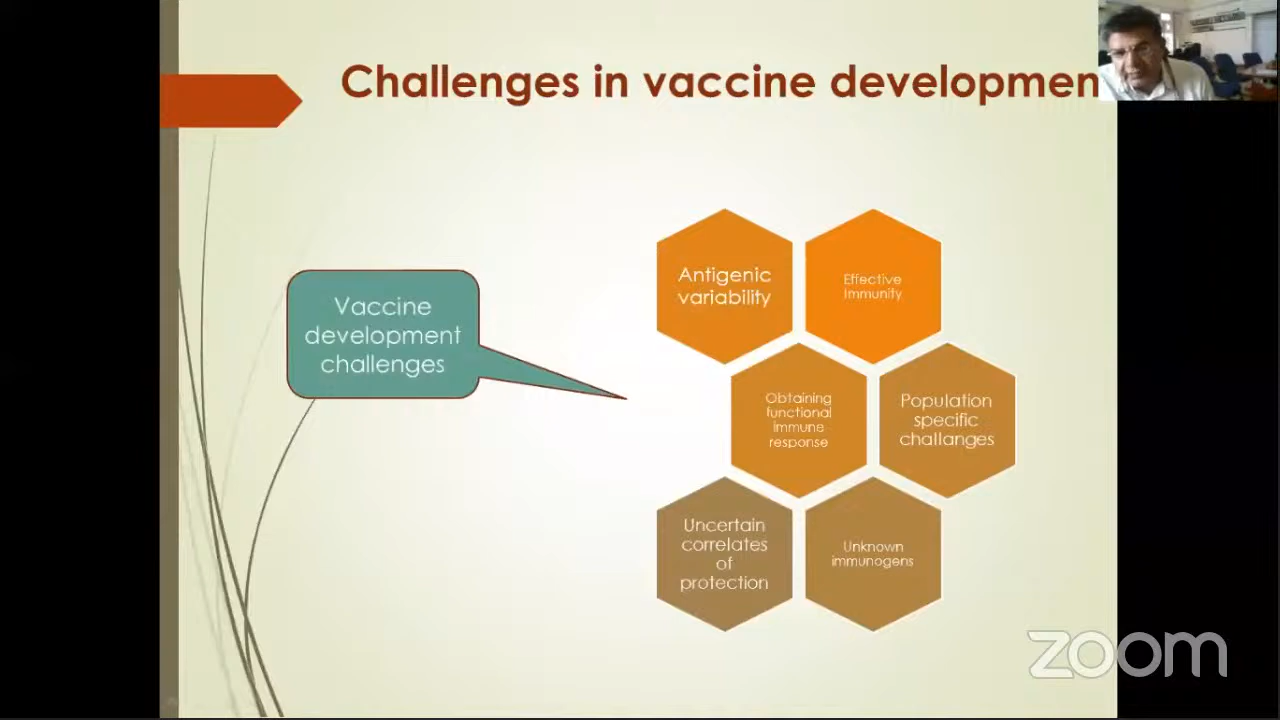 Challenges in vaccine developmen
Vaccine
development
challenges
Antigenic
variability
Effective
Immunity
Obtaining
functional
immune
response
Population
specific
challanges
Uncertain
correlates
of
protection
Unknown
immunogens
zoom